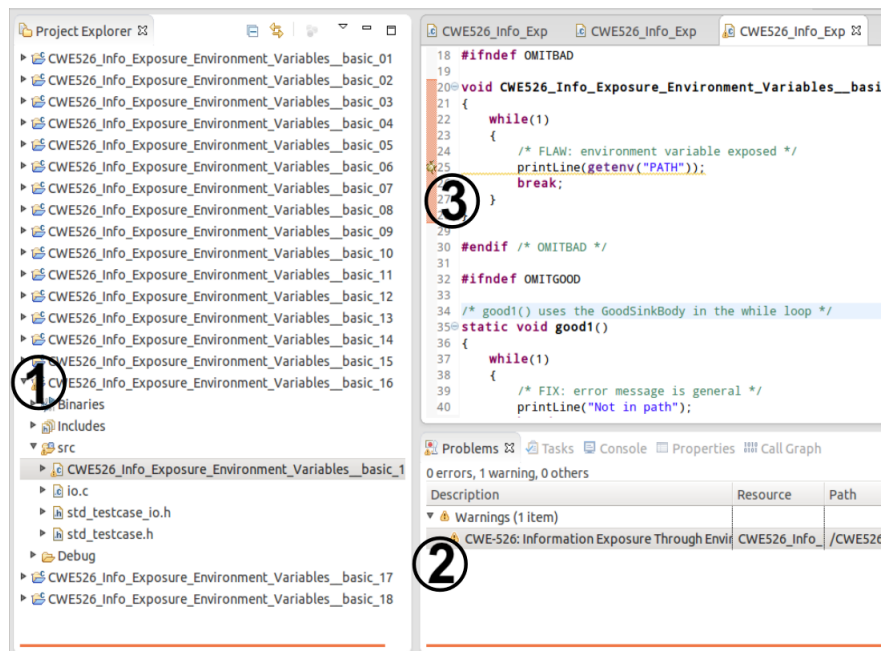 Project Explorer
CWE526_Info_Exposure_Environment_Variables__basic_01
CWE526_Info_Exposure_Environment_Variables__basic_02
CWE526_Info_Exposure_Environment_Variables__basic_03
CWE526_Info_Exposure_Environment_Variables__basic_04
CWE526_Info_Exposure_Environment_Variables__basic_05
CWE526_Info_Exposure_Environment_Variables__basic_06
CWE526_Info_Exposure_Environment_Variables__basic_07
CWE526_Info_Exposure_Environment_Variables__basic_08
CWE526_Info_Exposure_Environment_Variables__basic_09
CWE526_Info_Exposure_Environment_Variables__basic_10
CWE526_Info_Exposure_Environment_Variables__basic_11
CWE526_Info_Exposure_Environment_Variables__basic_12
CWE526_Info_Exposure_Environment_Variables__basic_13
CWE526_Info_Exposure_Environment_Variables__basic_14
CWE526_Info_Exposure_Environment_Variables__basic_15
1
CWE526_Info_Exposure_Environment_Variables__basic_16
Binaries
Includes
src
CWE526_Info_Exposure_Environment_Variables__basic_1
io.c
std_testcase_io.h
std_testcase.h
Debug
CWE526_Info_Exposure_Environment_Variables__basic_17
CWE526_Info_Exposure_Environment_Variables__basic_18
CWE526_Info_Exp CWE526_Info_Exp CWE526_Info_Exp
18 #ifndef OMITBAD
19
20 void CWE526_Info_Exposure_Environment_Variables__basi
21 {
22 while(1)
23 {
24 /* FLAW: environment variable exposed */
25 printLine(getenv("PATH"));
break;
27 }
3
}
29
30 #endif /* OMITBAD */
31
32 #ifndef OMITGOOD
33
34 /* good1() uses the GoodSinkBody in the while loop */
35 static void good1()
36 {
37 while(1)
38 {
39 /* FIX: error message is general */
40 printLine("Not in path");
Problems Tasks Console Properties Call Graph
0 errors, 1 warning, 0 others
Description Resource Path
Warnings (1 item)
CWE-526: Information Exposure Through Envir CWE526_Info_ /CWE526
2